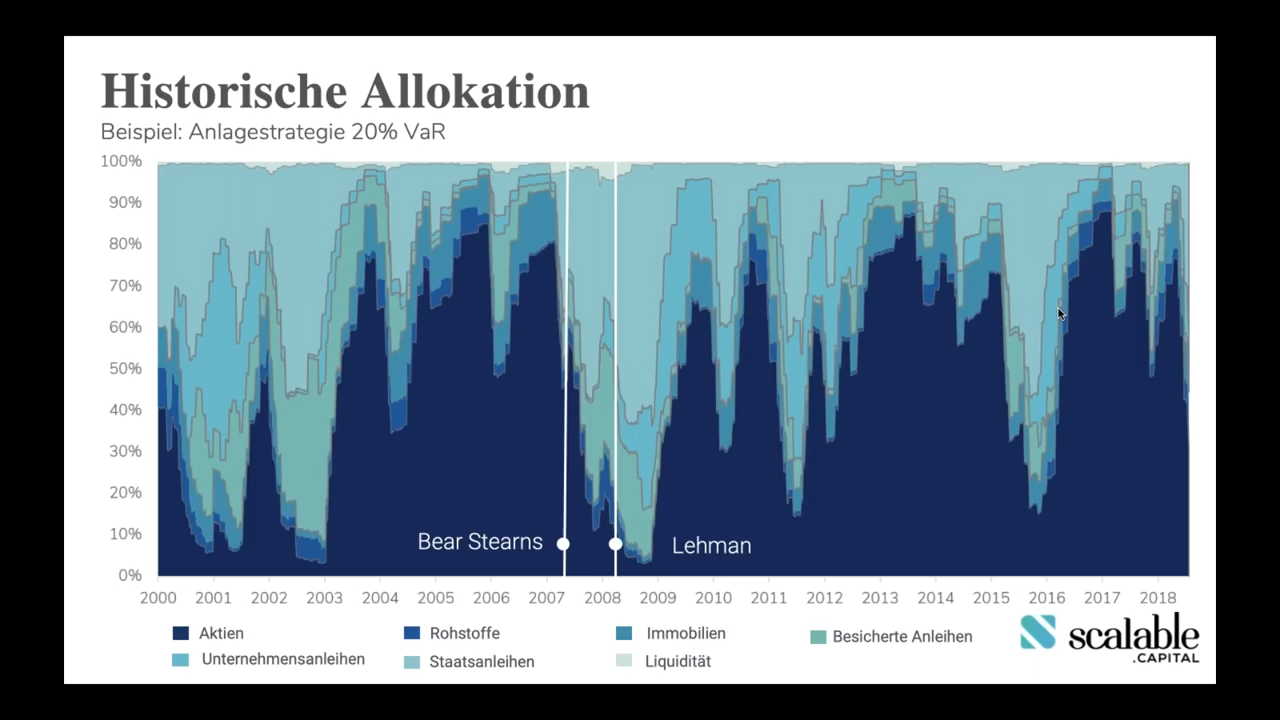 Historische Allokation
Beispiel: Anlagestrategie 20% VaR
100%
90%
80%
70%
60%
50%
40%
30%
20%
10%
0%
Bear Stearns
Lehman
2000 2001 2002 2003 2004 2005 2006 2007 2008 2009 2010 2011 2012 2013 2014 2015 2016 2017 2018
Aktien Rohstoffe Immobilien Besicherte Anleihen
Unternehmensanleihen Staatsanleihen Liquidität
scalable
.CAPITAL